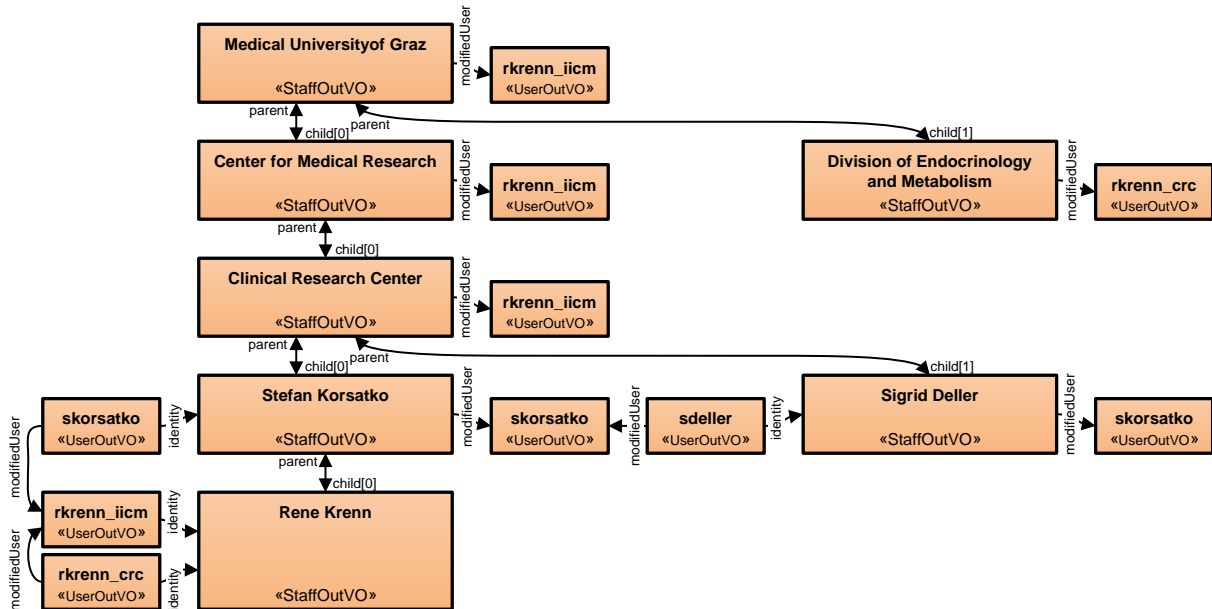 Medical Universityof Graz
«StaffOutVO»
modifiedUser
rkrenn_iicm
«UserOutVO»
parent
child[0]
parent
child[1]
Center for Medical Research
«StaffOutVO»
modifiedUser
rkrenn_iicm
«UserOutVO»
Division of Endocrinology
and Metabolism
«StaffOutVO»
modifiedUser
rkrenn_crc
«UserOutVO»
parent
child[0]
Clinical Research Center
«StaffOutVO»
modifiedUser
rkrenn_iicm
«UserOutVO»
parent
child[0]
parent
child[1]
skorsatko
«UserOutVO»
identity
Stefan Korsatko
«StaffOutVO»
modifiedUser
skorsatko
«UserOutVO»
modifiedUser
sdeller
«UserOutVO»
identity
Sigrid Deller
«StaffOutVO»
modifiedUser
skorsatko
«UserOutVO»
modifiedUser
parent
child[0]
rkrenn_iicm
«UserOutVO»
identity
Rene Krenn
«StaffOutVO»
modifiedUser
rkrenn_crc
«UserOutVO»
identity